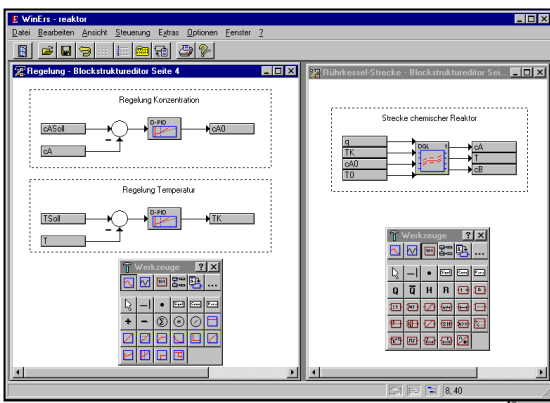 WinErs - reaktor
Datei Bearbeiten Ansicht Steuerung Extras Optionen Fenster ?
Regelung - Blockstruktureditor Seite 4
Regelung Konzentration
cASoll
D-PID
cA0
cA
Regelung Temperatur
TSoll
D-PID
TK
T
Werkzeuge
Rührkessel-Strecke - Blockstruktureditor Sei...
Strecke chemischer Reaktor
q
TK
cA0
T0
DGL 1
cA
T
cB
Werkzeuge
8, 40